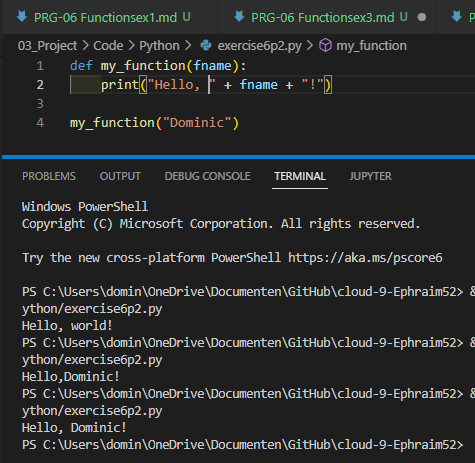 PRG-06 Functionsex1.md U PRG-06 Functionsex3.md U
03_Project > Code > Python > exercise6p2.py > my_function
1 def my_function(fname):
2 print("Hello, " + fname + "!")
3
4 my_function("Dominic")
PROBLEMS OUTPUT DEBUG CONSOLE TERMINAL JUPYTER
Windows PowerShell
Copyright (C) Microsoft Corporation. All rights reserved.
Try the new cross-platform PowerShell https://aka.ms/pscore6
PS C:\Users\domin\OneDrive\Documenten\GitHub\cloud-9-Ephraim52> &
ython/exercise6p2.py
Hello, world!
PS C:\Users\domin\OneDrive\Documenten\GitHub\cloud-9-Ephraim52> &
ython/exercise6p2.py
Hello,Dominic!
PS C:\Users\domin\OneDrive\Documenten\GitHub\cloud-9-Ephraim52> &
ython/exercise6p2.py
Hello, Dominic!
PS C:\Users\domin\OneDrive\Documenten\GitHub\cloud-9-Ephraim52>